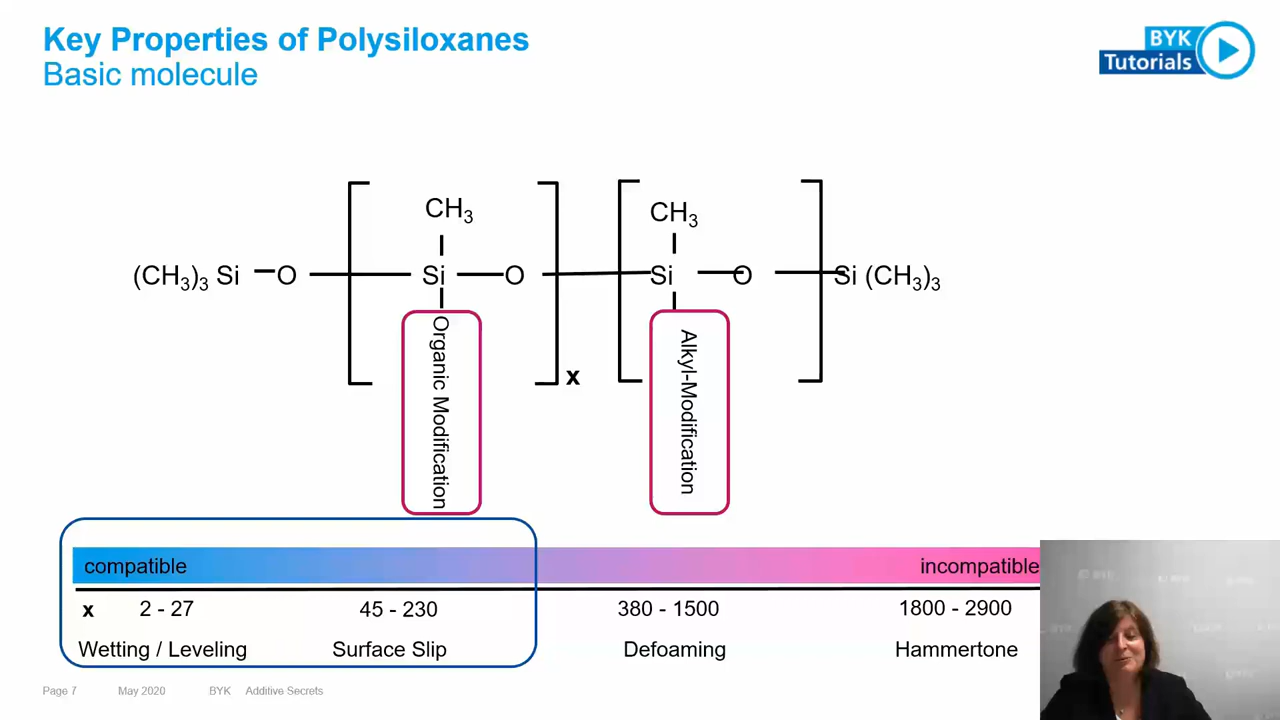 Key Properties of Polysiloxanes
Basic molecule
BYK
Tutorials
CH₃
CH₃
(CH₃)₃ Si — O — Si — O — Si — O — Si (CH₃)₃
x
Organic Modification
Alkyl-Modification
compatible incompatible
x 2 - 27 45 - 230 380 - 1500 1800 - 2900
Wetting / Leveling Surface Slip Defoaming Hammertone
Page 7 May 2020 BYK Additive Secrets